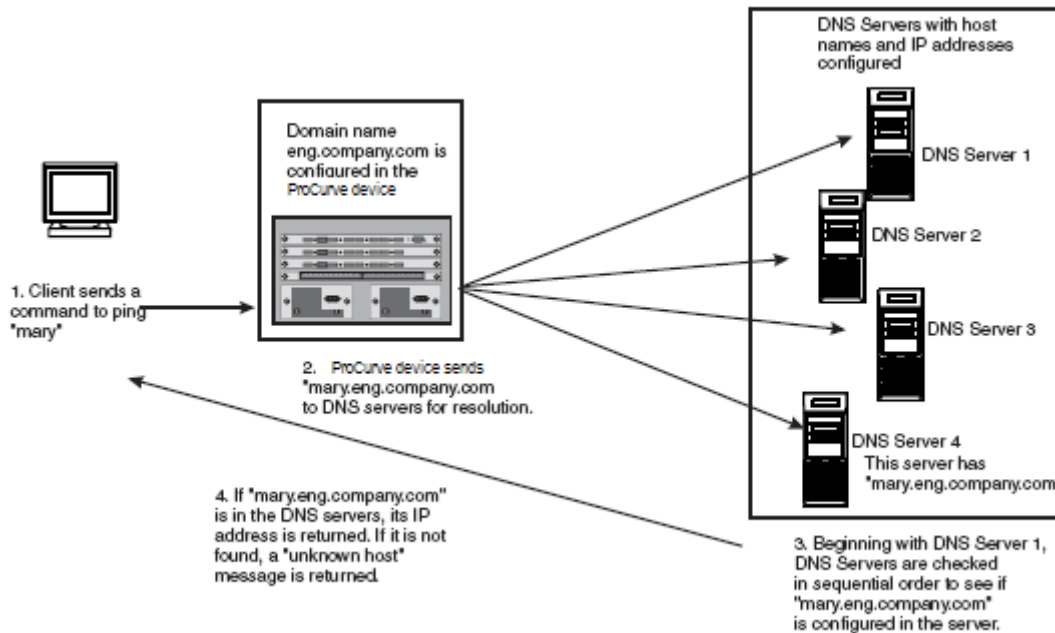 DNS Servers with host
names and IP addresses
configured
Domain name
eng.company.com is
configured in the
ProCurve device
DNS Server 1
DNS Server 2
1. Client sends a
command to ping
"mary"
DNS Server 3
2. ProCurve device sends
"mary.eng.company.com
to DNS servers for resolution.
DNS Server 4
This server has
"mary.eng.company.com
4. If "mary.eng.company.com"
is in the DNS servers, its IP
address is returned. If it is not
found, a "unknown host"
message is returned.
3. Beginning with DNS Server 1,
DNS Servers are checked
in sequential order to see if
"mary.eng.company.com"
is configured in the server.